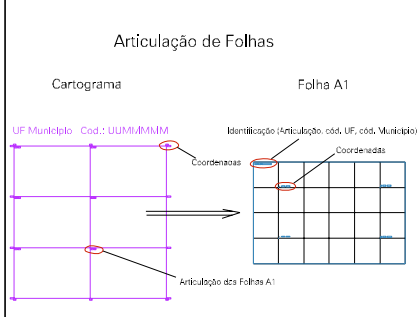 Articulação de Folhas
Cartograma
Folha A1
UF Município Cod.: UUMMMMM
Identificação (Articulação, cód. UF, cód. Município)
Coordenadas
Coordenadas
Articulação das Folhas A1